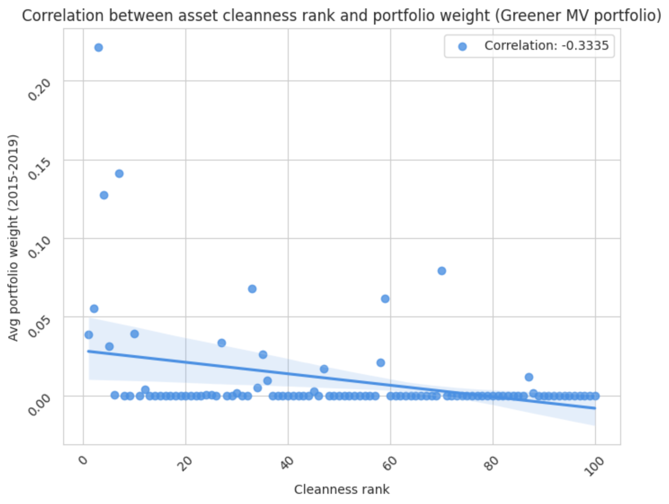 Correlation between asset cleanness rank and portfolio weight (Greener MV portfolio)
Correlation: -0.3335
Avg portfolio weight (2015-2019)
0.20
0.15
0.10
0.05
0.00
0
20
40
60
80
100
Cleanness rank